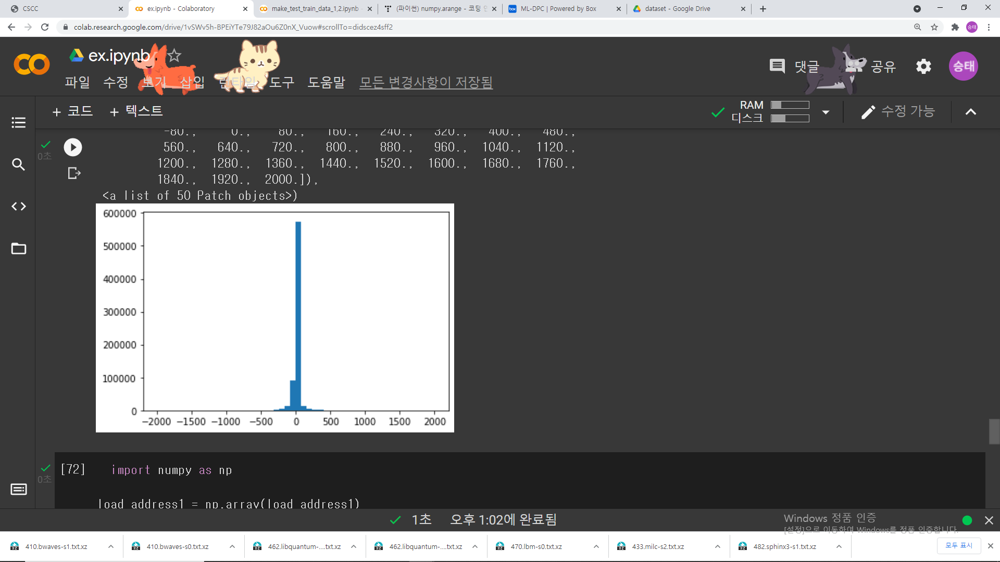 CSCC
ex.ipynb - Colaboratory
make_test_train_data_1,2.ipynb
(파이썬) numpy.arange - 코딩
ML-DPC | Powered by Box
dataset - Google Drive
colab.research.google.com/drive/1vSWv5h-BPEiYTe79J82aOu6Z0nX_Vuow#scrollTo=didscez4sff2
승태
ex.ipynb
댓글
공유
승태
파일 수정 보기 삽입 런타임 도구 도움말 모든 변경사항이 저장됨
+ 코드 + 텍스트
RAM
디스크
수정 가능
-80., 0., 80., 160., 240., 320., 400., 480.,
560., 640., 720., 800., 880., 960., 1040., 1120.,
0초
1200., 1280., 1360., 1440., 1520., 1600., 1680., 1760.,
1840., 1920., 2000.]),
<a list of 50 Patch objects>)
600000
500000
400000
300000
200000
100000
0
−2000 −1500 −1000 −500 0 500 1000 1500 2000
[72] import numpy as np
0초
load_address1 = np.array(load_address1)
1초 오후 1:02에 완료됨
Windows 정품 인증
[설정]으로 이동하여 Windows를 정품 인증합니다.
410.bwaves-s1.txt.xz
410.bwaves-s0.txt.xz
462.libquantum-....txt.xz
462.libquantum-....txt.xz
470.lbm-s0.txt.xz
433.milc-s2.txt.xz
482.sphinx3-s1.txt.xz
모두 표시